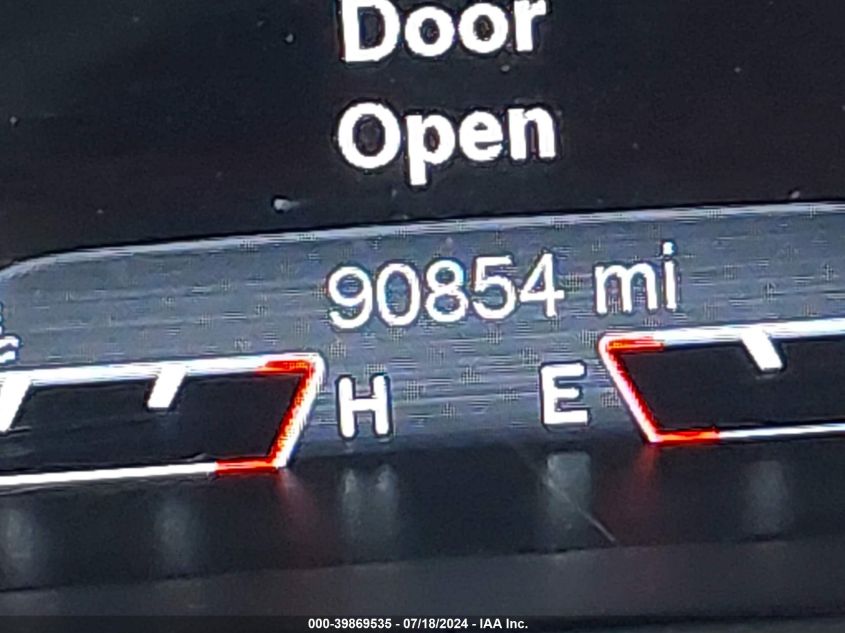 Door
Open
90854 mi
H E
000-39869535 - 07/18/2024 - IAA Inc.